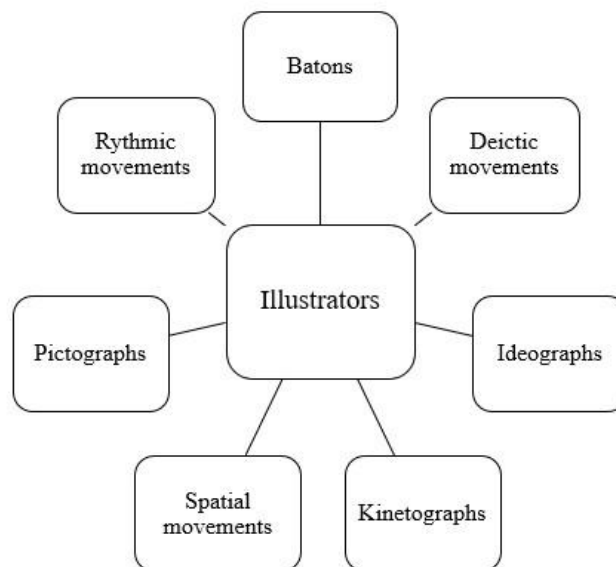 Batons
Rythmic
movements
Deictic
movements
Illustrators
Pictographs
Ideographs
Spatial
movements
Kinetographs